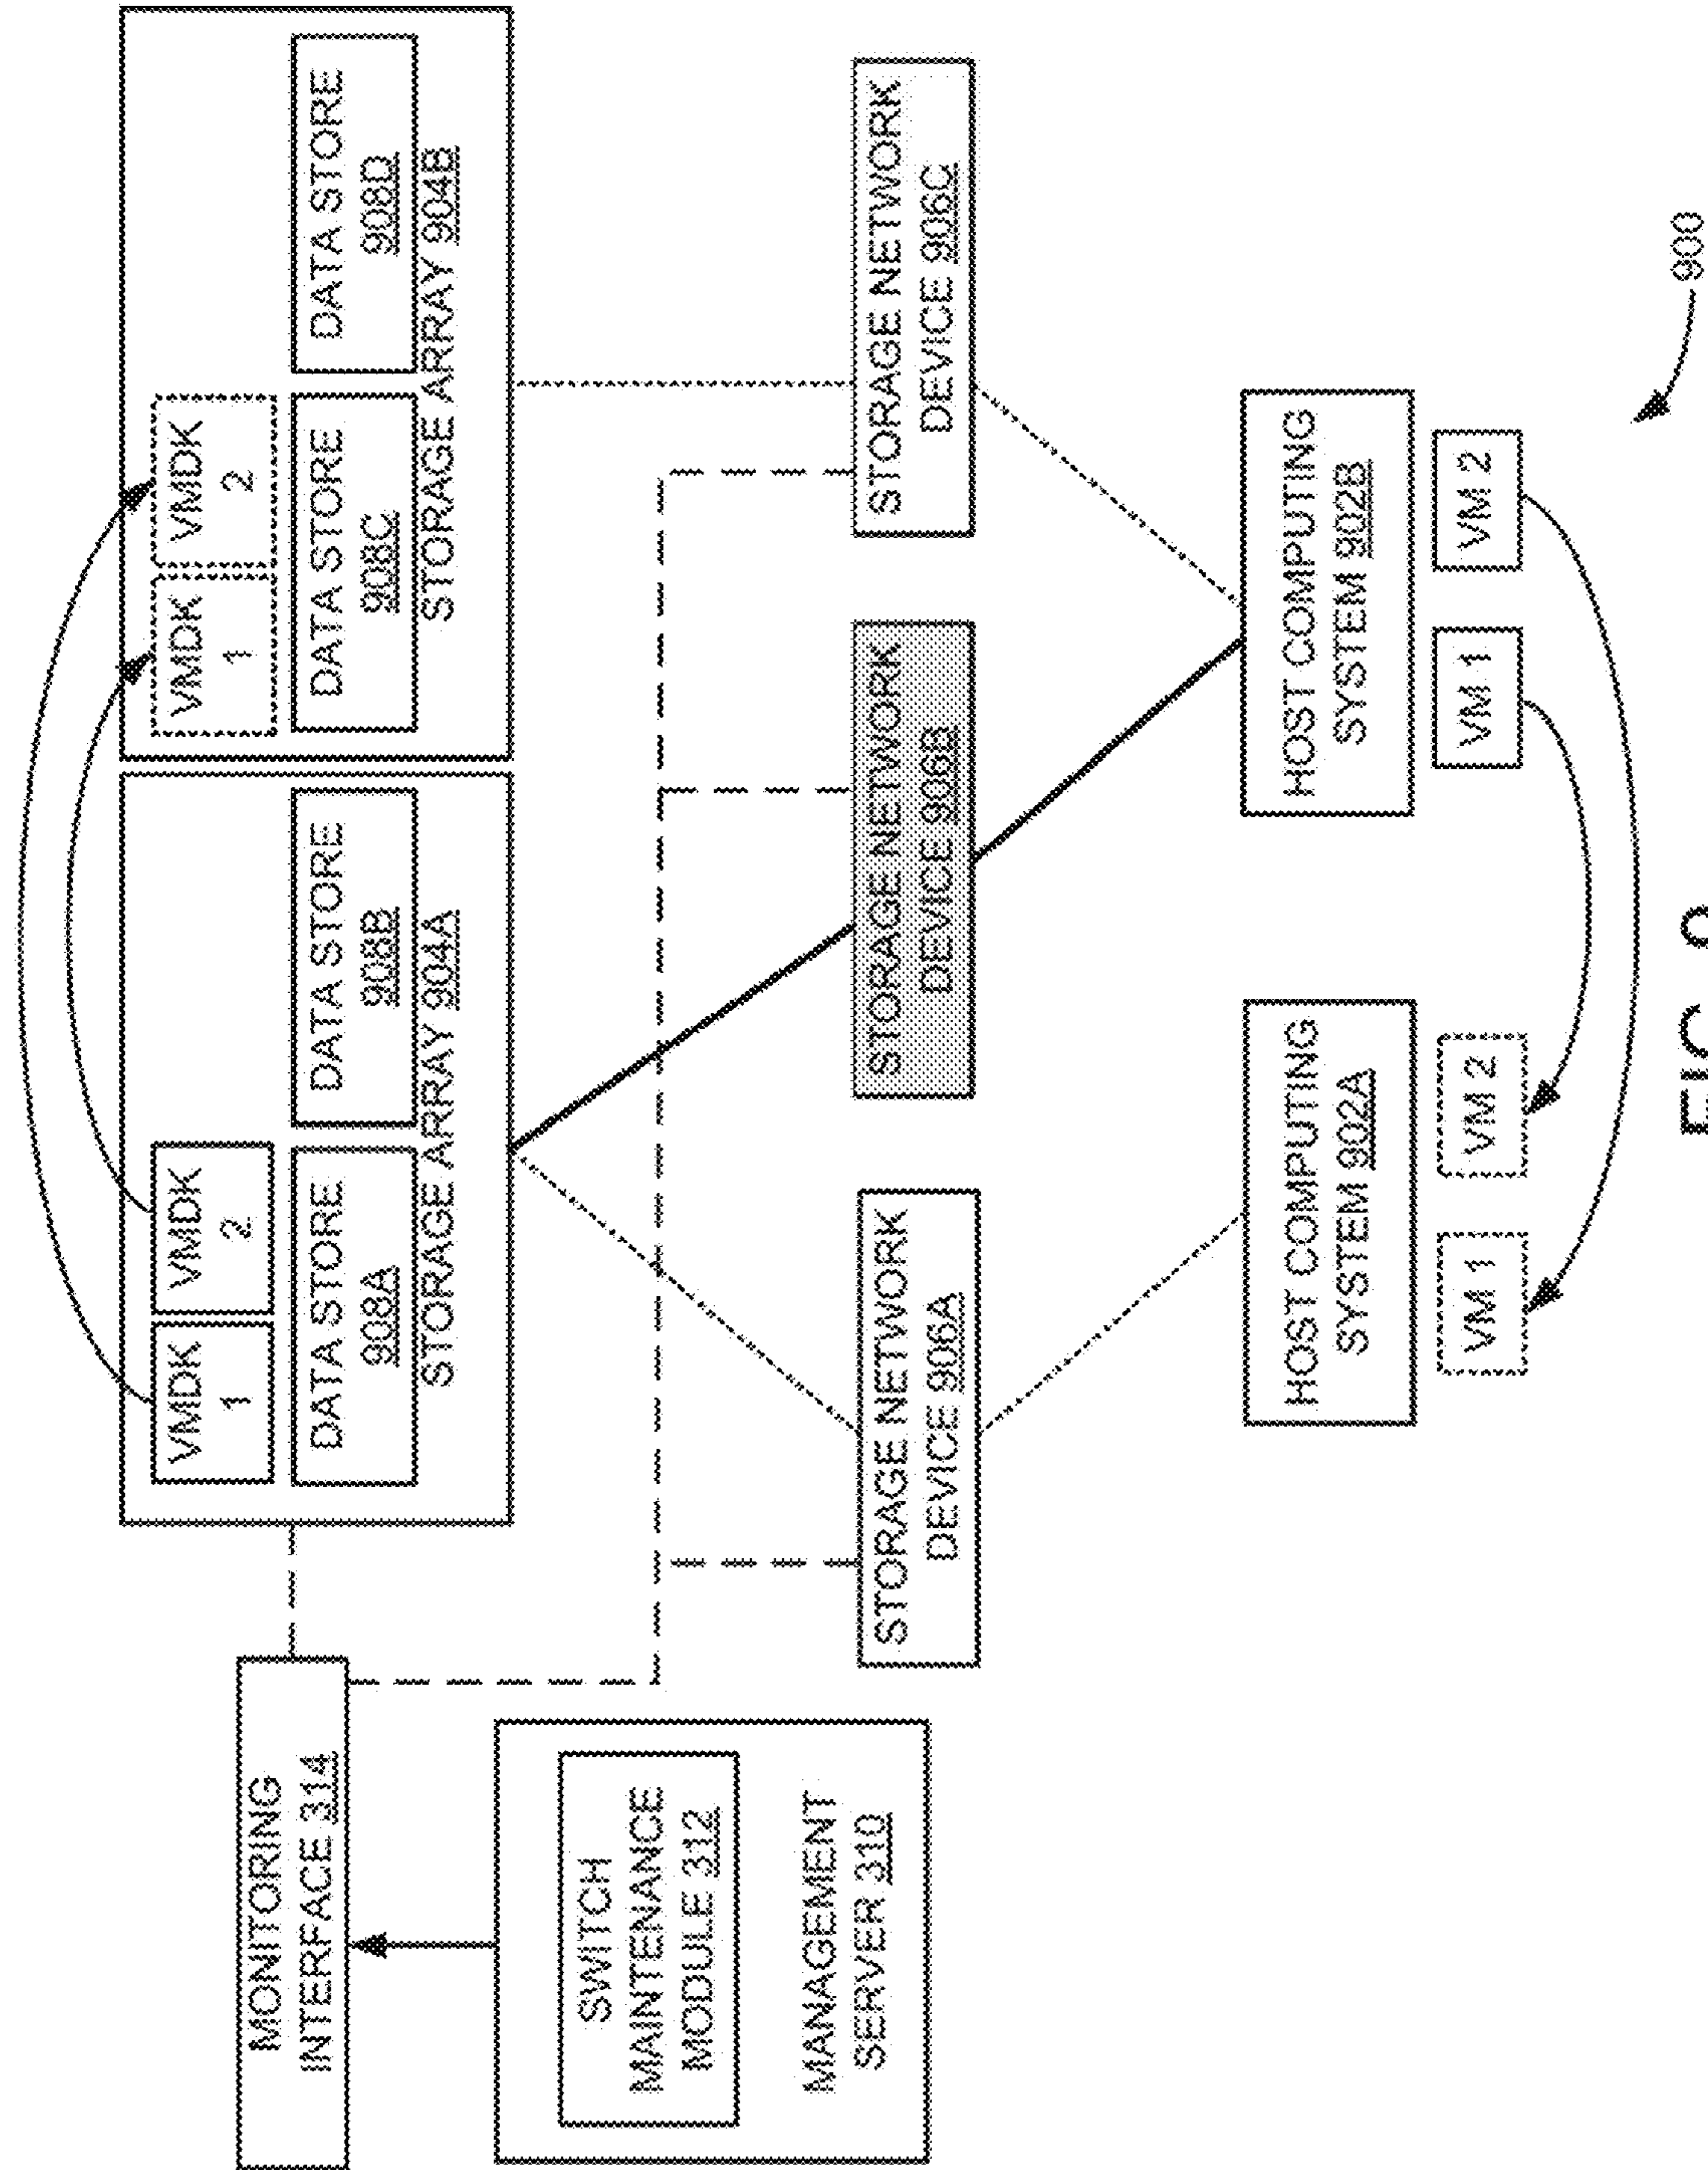 MONITORING
INTERFACE 314
SWITCH
MAINTENANCE
MODULE 312
MANAGEMENT
SERVER 310
VMDK
1
VMDK
2
DATA STORE
908A
DATA STORE
908B
STORAGE ARRAY 904A
VMDK
1
VMDK
2
DATA STORE
908C
DATA STORE
908D
STORAGE ARRAY 904B
STORAGE NETWORK
DEVICE 906A
STORAGE NETWORK
DEVICE 906B
STORAGE NETWORK
DEVICE 906C
HOST COMPUTING
SYSTEM 902A
VM 1
VM 2
HOST COMPUTING
SYSTEM 902B
VM 1
VM 2
900
FIG.